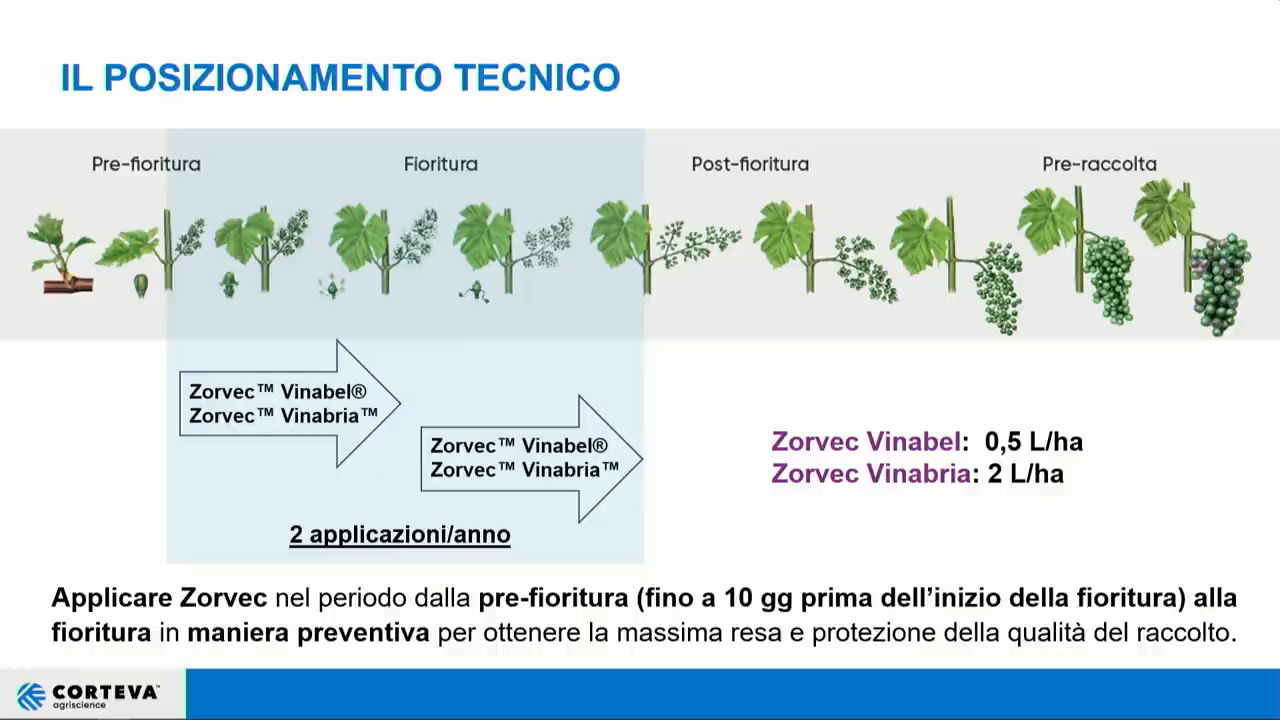 IL POSIZIONAMENTO TECNICO
Pre-fioritura
Fioritura
Post-fioritura
Pre-raccolta
Zorvec™ Vinabel®
Zorvec™ Vinabria™
Zorvec™ Vinabel®
Zorvec™ Vinabria™
2 applicazioni/anno
Zorvec Vinabel: 0,5 L/ha
Zorvec Vinabria: 2 L/ha
Applicare Zorvec nel periodo dalla pre-fioritura (fino a 10 gg prima dell’inizio della fioritura) alla
fioritura in maniera preventiva per ottenere la massima resa e protezione della qualità del raccolto.
CORTEVA™
agriscience